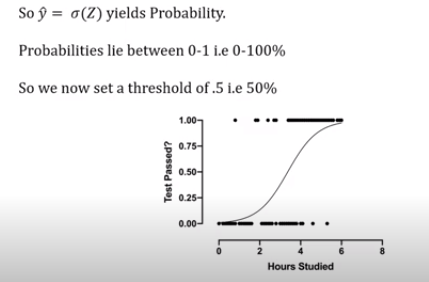 So ŷ = σ(Z) yields Probability.
Probabilities lie between 0-1 i.e 0-100%
So we now set a threshold of .5 i.e 50%
1.00
0.75
0.50
0.25
0.00
Test Passed?
0 2 4 6 8
Hours Studied